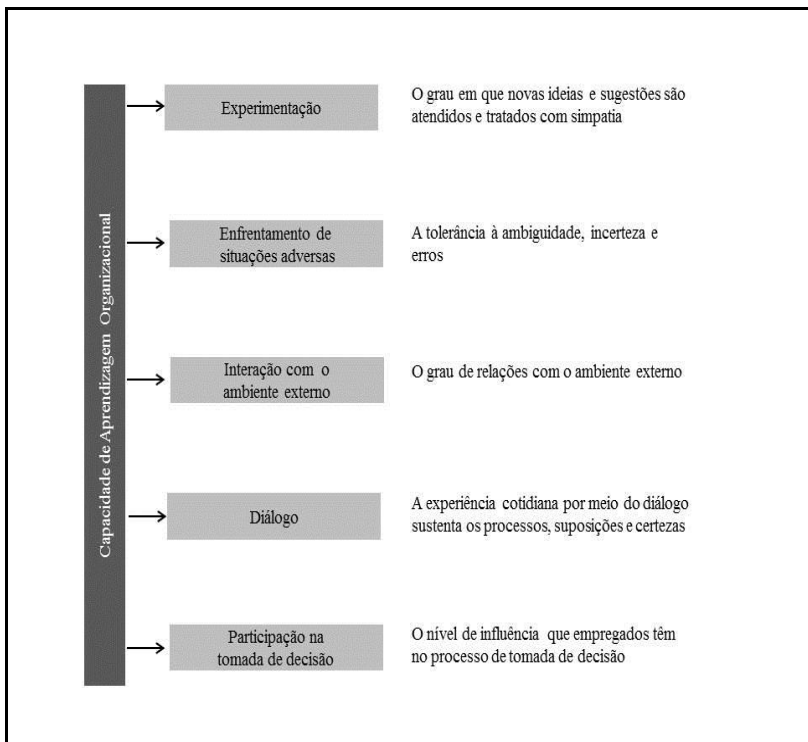 Capacidade de Aprendizagem Organizacional
Experimentação
O grau em que novas ideias e sugestões são
atendidos e tratados com simpatia
Enfrentamento de
situações adversas
A tolerância à ambiguidade, incerteza e
erros
Interação com o
ambiente externo
O grau de relações com o ambiente externo
Diálogo
A experiência cotidiana por meio do diálogo
sustenta os processos, suposições e certezas
Participação na
tomada de decisão
O nível de influência que empregados têm
no processo de tomada de decisão